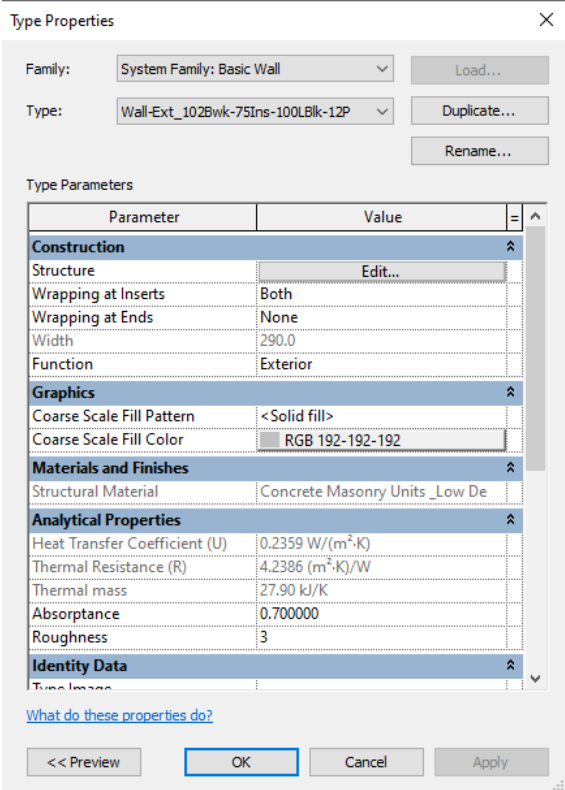 Type Properties
Family: System Family: Basic Wall Load...
Type: Wall-Ext_102Bwk-75Ins-100LBlk-12P Duplicate...
Rename...
Type Parameters
Parameter Value =
Construction
Structure Edit...
Wrapping at Inserts Both
Wrapping at Ends None
Width 290.0
Function Exterior
Graphics
Coarse Scale Fill Pattern <Solid fill>
Coarse Scale Fill Color RGB 192-192-192
Materials and Finishes
Structural Material Concrete Masonry Units _Low De
Analytical Properties
Heat Transfer Coefficient (U) 0.2359 W/(m²·K)
Thermal Resistance (R) 4.2386 (m²·K)/W
Thermal mass 27.90 kJ/K
Absorptance 0.700000
Roughness 3
Identity Data
Type Image
What do these properties do?
<< Preview OK Cancel Apply